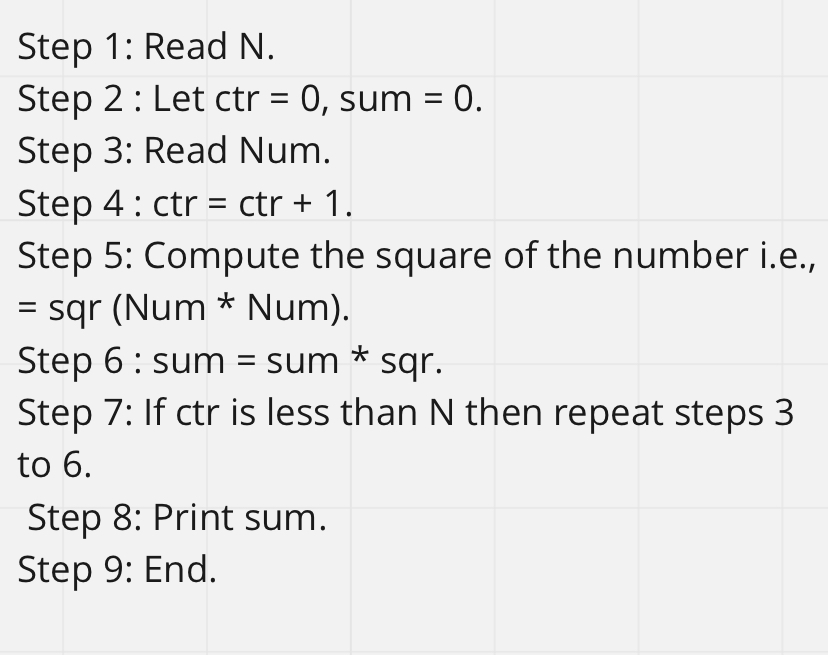 Step 1: Read N.
Step 2 : Let ctr = 0, sum = 0.
Step 3: Read Num.
Step 4 : ctr = ctr + 1.
Step 5: Compute the square of the number i.e.,
= sqr (Num * Num).
Step 6 : sum = sum * sqr.
Step 7: If ctr is less than N then repeat steps 3
to 6.
Step 8: Print sum.
Step 9: End.